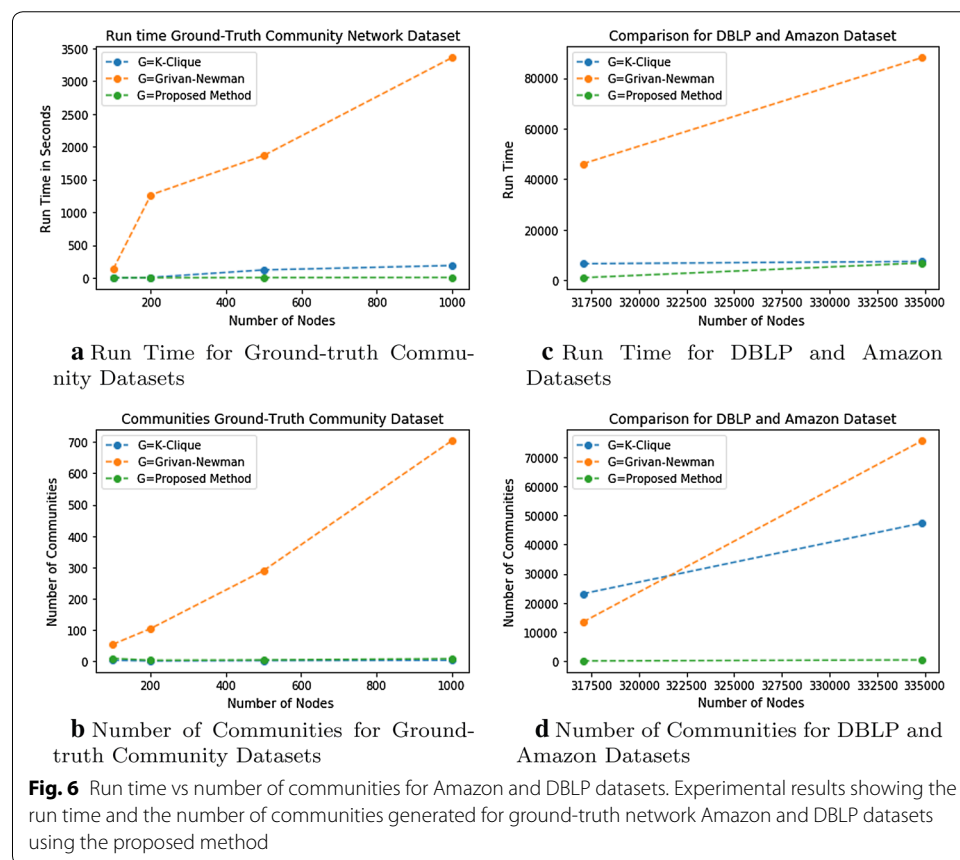 Run time Ground-Truth Community Network Dataset
3500
3000
2500
2000
1500
1000
500
0
Run Time in Seconds
G=K-Clique
G=Grivan-Newman
G=Proposed Method
200
400
600
800
1000
Number of Nodes
a Run Time for Ground-truth Commu-
nity Datasets
Comparison for DBLP and Amazon Dataset
80000
60000
40000
20000
0
Run Time
G=K-Clique
G=Grivan-Newman
G=Proposed Method
317500
320000
322500
325000
327500
330000
332500
335000
Number of Nodes
c Run Time for DBLP and Amazon
Datasets
Communities Ground-Truth Community Dataset
700
600
500
400
300
200
100
0
Number of Communities
G=K-Clique
G=Grivan-Newman
G=Proposed Method
200
400
600
800
1000
Number of Nodes
b Number of Communities for Ground-
truth Community Datasets
Comparison for DBLP and Amazon Dataset
70000
60000
50000
40000
30000
20000
10000
0
Number of Communities
G=K-Clique
G=Grivan-Newman
G=Proposed Method
317500
320000
322500
325000
327500
330000
332500
335000
Number of Nodes
d Number of Communities for DBLP and
Amazon Datasets
Fig. 6 Run time vs number of communities for Amazon and DBLP datasets. Experimental results showing the
run time and the number of communities generated for ground-truth network Amazon and DBLP datasets
using the proposed method